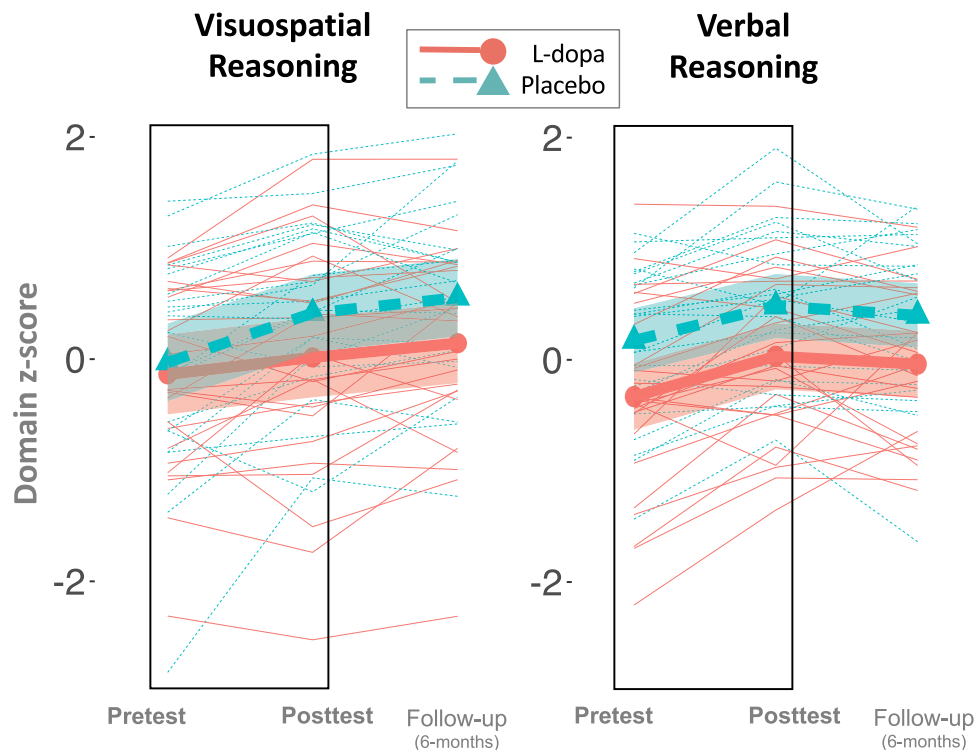 Visuospatial
Reasoning
L-dopa
Placebo
Verbal
Reasoning
Domain z-score
2
0
-2
2
0
-2
Pretest
Posttest
Follow-up
(6-months)
Pretest
Posttest
Follow-up
(6-months)